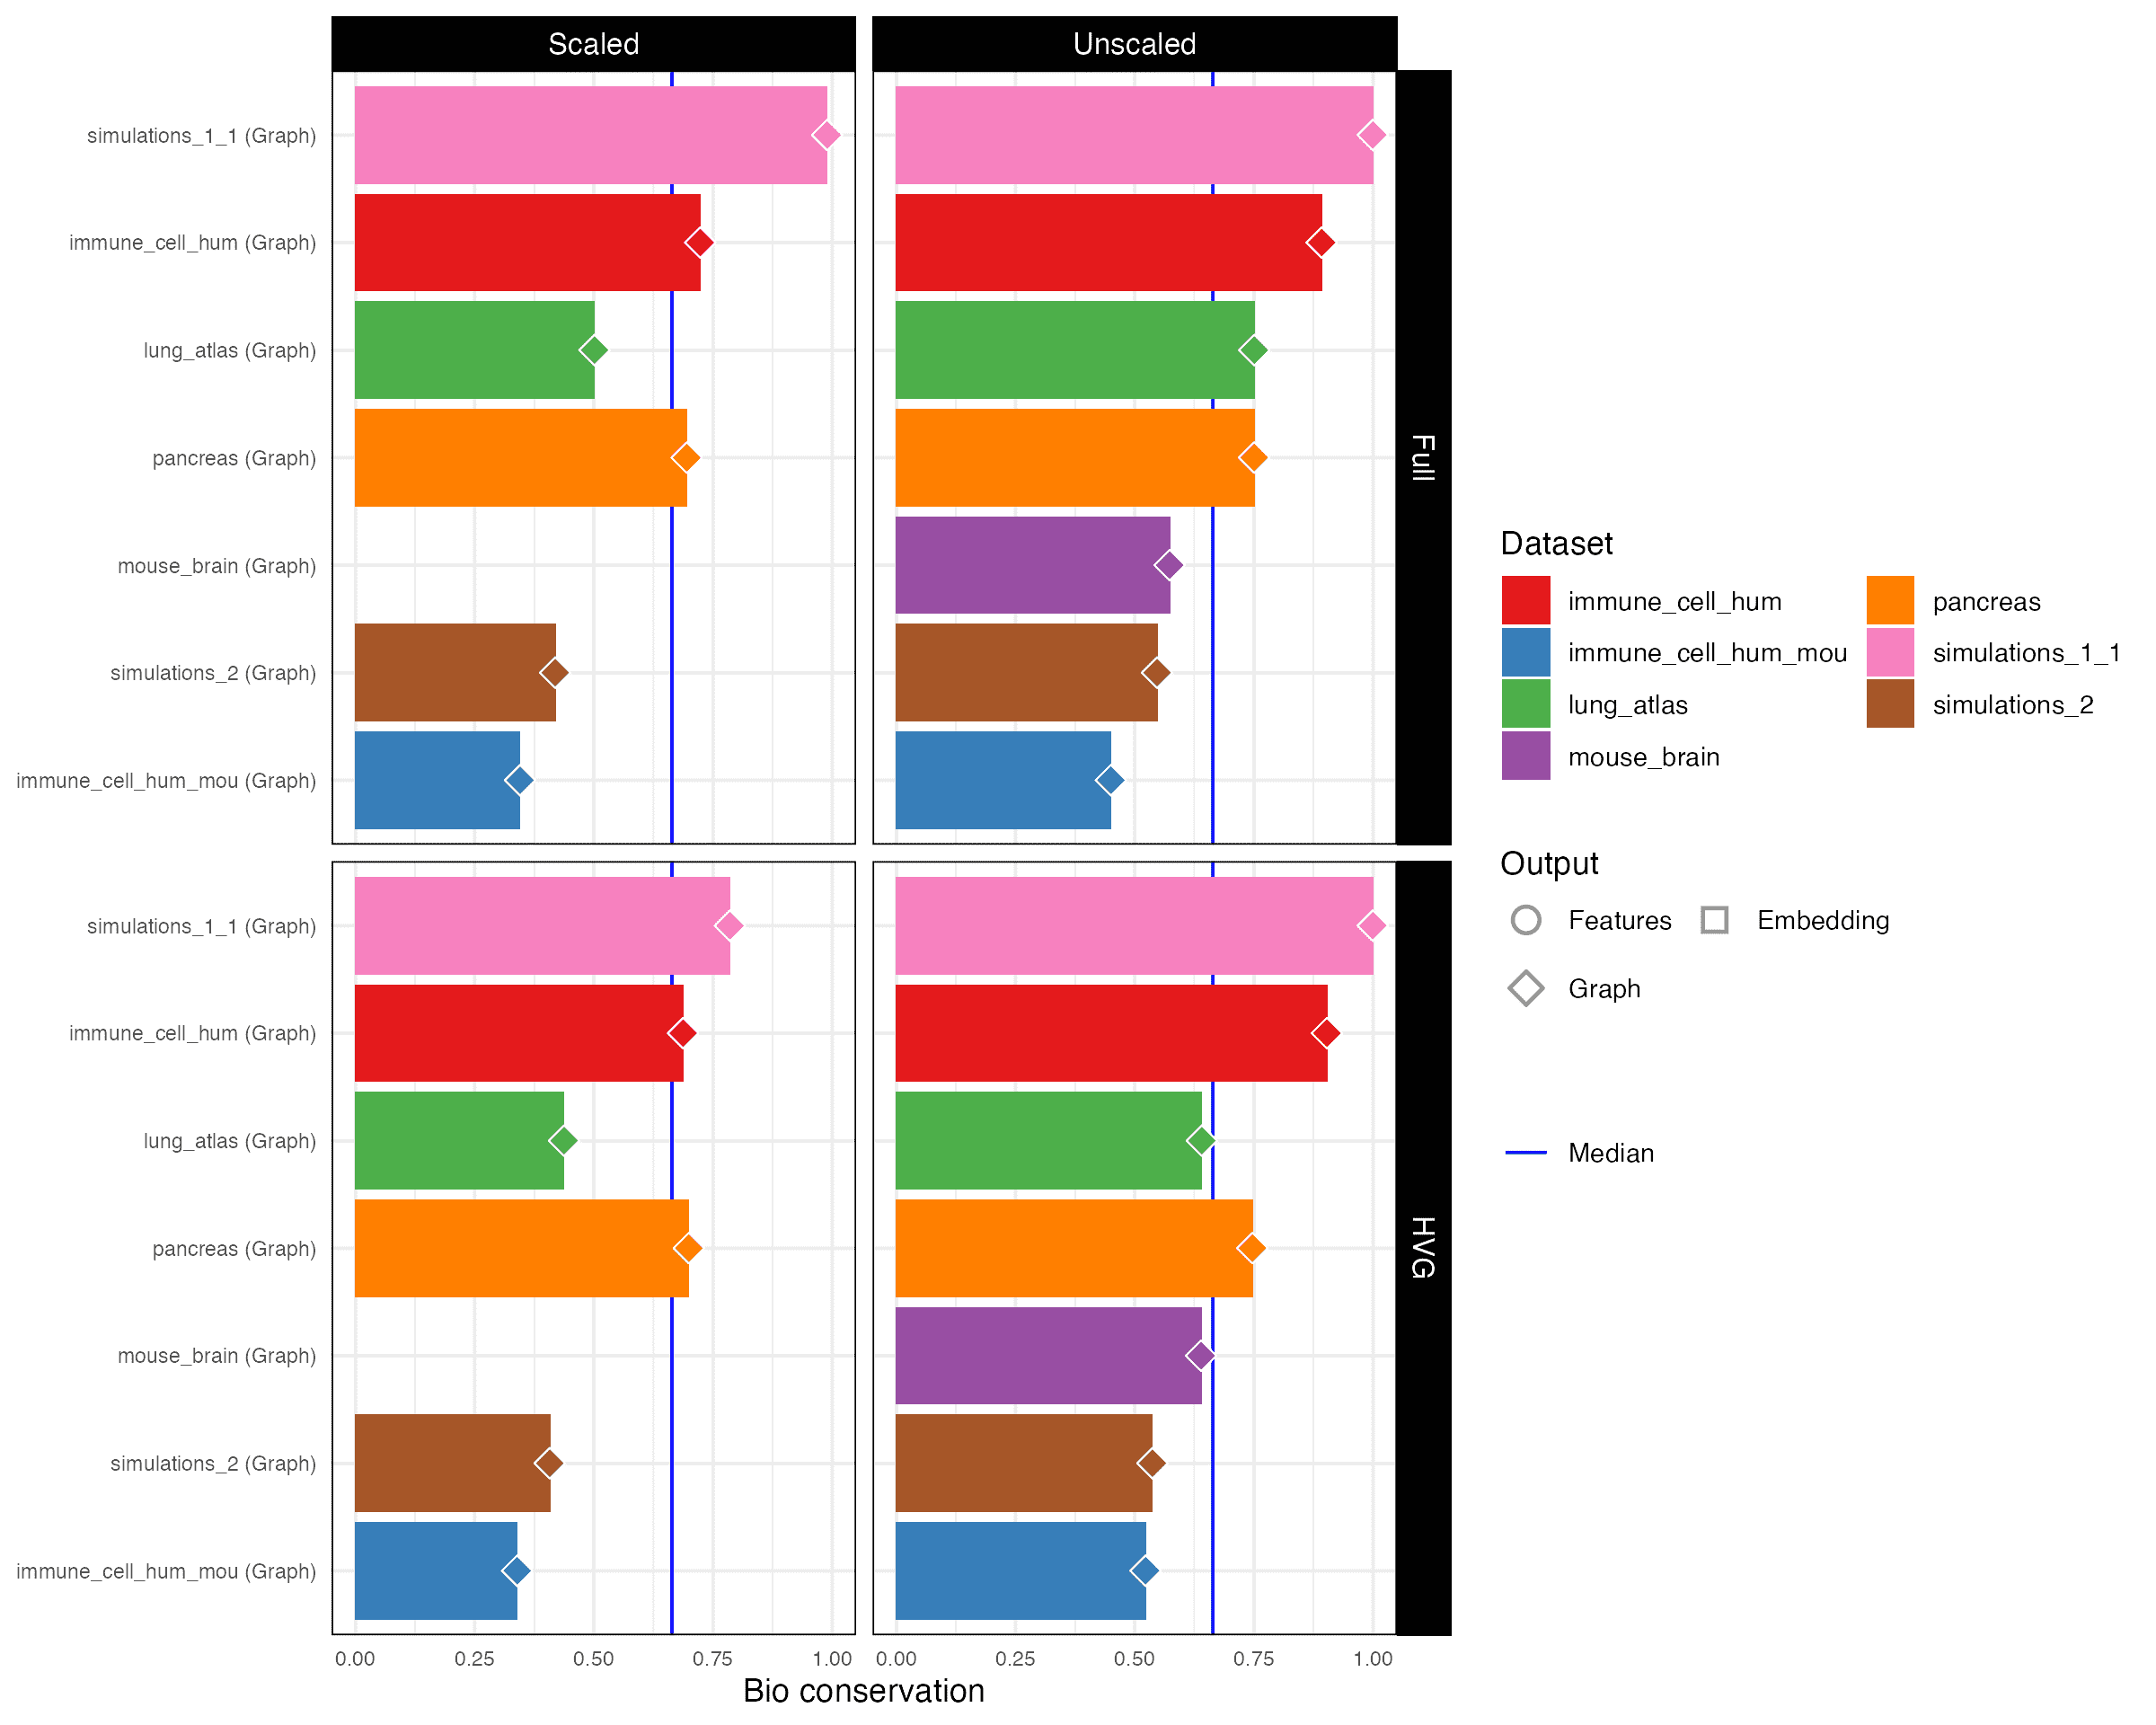 Scaled
Unscaled
simulations_1_1 (Graph)
immune_cell_hum (Graph)
lung_atlas (Graph)
pancreas (Graph)
mouse_brain (Graph)
simulations_2 (Graph)
immune_cell_hum_mou (Graph)
Full
simulations_1_1 (Graph)
immune_cell_hum (Graph)
lung_atlas (Graph)
pancreas (Graph)
mouse_brain (Graph)
simulations_2 (Graph)
immune_cell_hum_mou (Graph)
HVG
0.00 0.25 0.50 0.75 1.00
0.00 0.25 0.50 0.75 1.00
Bio conservation
Dataset
immune_cell_hum
immune_cell_hum_mou
lung_atlas
mouse_brain
pancreas
simulations_1_1
simulations_2
Output
Features
Embedding
Graph
Median